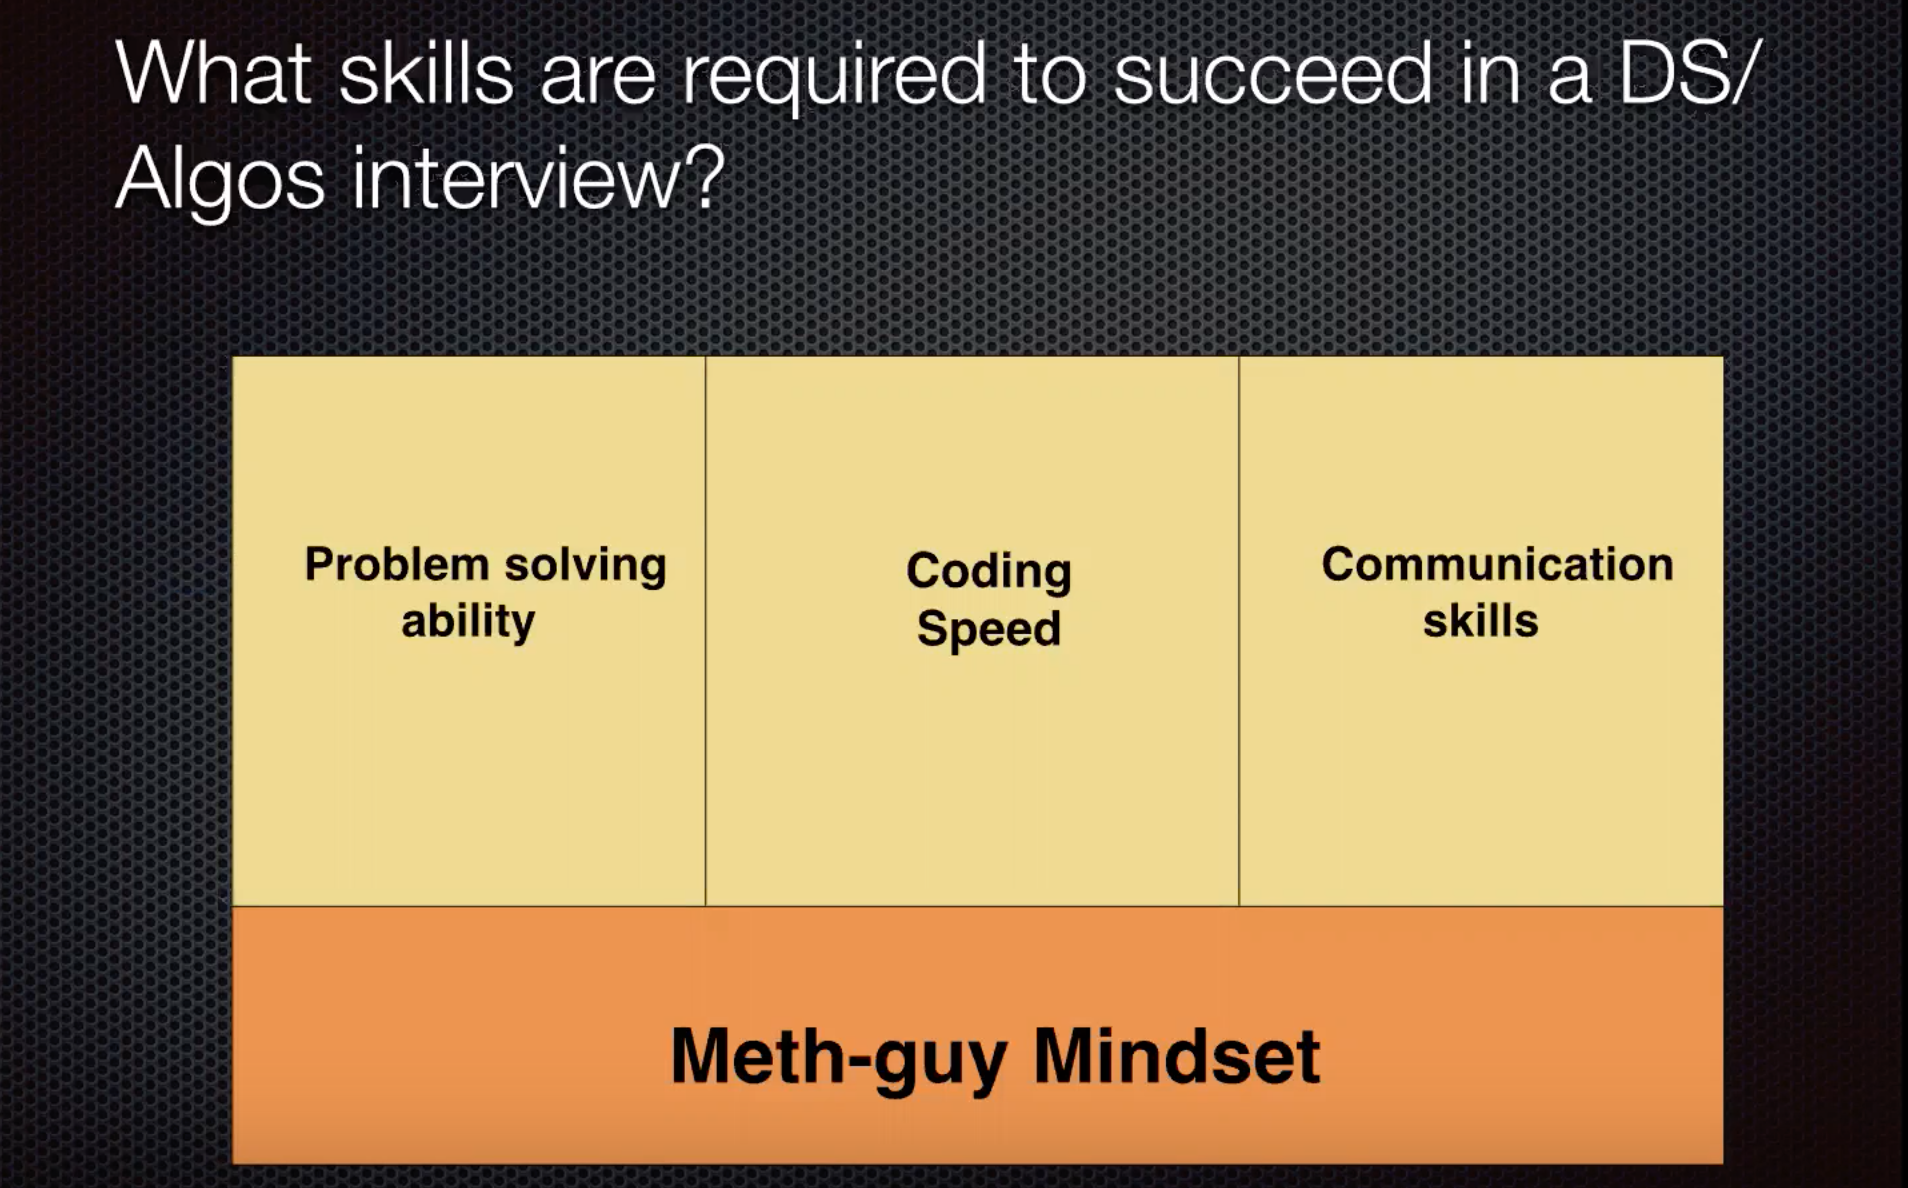 What skills are required to succeed in a DS/
Algos interview?
Problem solving
ability
Coding
Speed
Communication
skills
Meth-guy Mindset